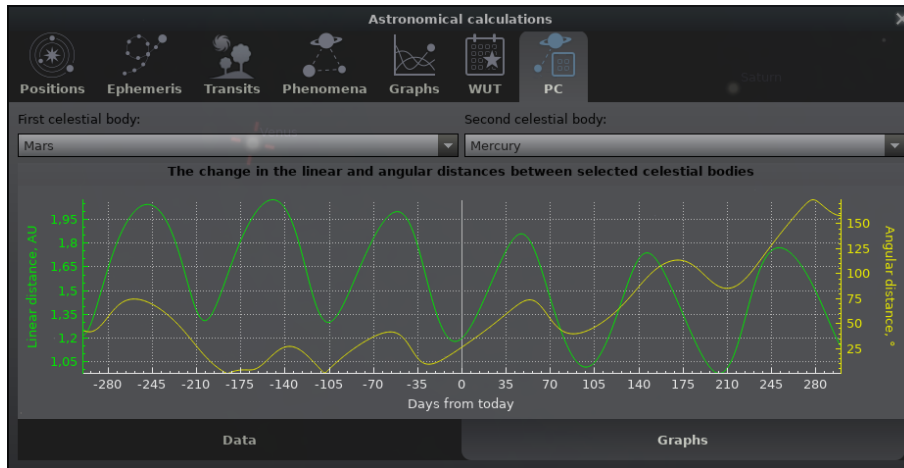 Astronomical calculations
Positions Ephemeris Transits Phenomena Graphs WUT PC
Saturn
First celestial body: Second celestial body:
Venus
Mars Mercury
The change in the linear and angular distances between selected celestial bodies
Linear distance, AU
1,95
1,8
1,65
1,5
1,35
1,2
1,05
150
125
100
75
50
25
Angular distance, °
-280 -245 -210 -175 -140 -105 -70 -35 0 35 70 105 140 175 210 245 280
Days from today
Data Graphs